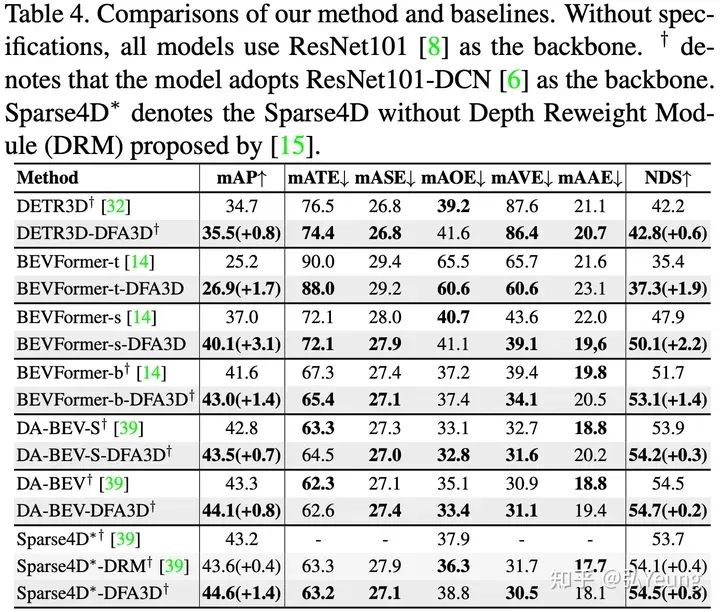 Table 4. Comparisons of our method and baselines. Without spec-
ifications, all models use ResNet101 [8] as the backbone. † de-
notes that the model adopts ResNet101-DCN [6] as the backbone.
Sparse4D* denotes the Sparse4D without Depth Reweight Mod-
ule (DRM) proposed by [15].
Method mAP↑ mATE↓ mASE↓ mAOE↓ mAVE↓ mAAE↓ NDS↑
DETR3D† [32] 34.7 76.5 26.8 39.2 87.6 21.1 42.2
DETR3D-DFA3D† 35.5(+0.8) 74.4 26.8 41.6 86.4 20.7 42.8(+0.6)
BEVFormer-t [14] 25.2 90.0 29.4 65.5 65.7 21.6 35.4
BEVFormer-t-DFA3D 26.9(+1.7) 88.0 29.2 60.6 60.6 23.1 37.3(+1.9)
BEVFormer-s [14] 37.0 72.1 28.0 40.7 43.6 22.0 47.9
BEVFormer-s-DFA3D 40.1(+3.1) 72.1 27.9 41.1 39.1 19,6 50.1(+2.2)
BEVFormer-b† [14] 41.6 67.3 27.4 37.2 39.4 19.8 51.7
BEVFormer-b-DFA3D† 43.0(+1.4) 65.4 27.1 37.4 34.1 20.5 53.1(+1.4)
DA-BEV-S† [39] 42.8 63.3 27.3 33.1 32.7 18.8 53.9
DA-BEV-S-DFA3D† 43.5(+0.7) 64.5 27.0 32.8 31.6 20.2 54.2(+0.3)
DA-BEV† [39] 43.3 62.3 27.1 35.1 30.9 18.8 54.5
DA-BEV-DFA3D† 44.1(+0.8) 62.6 27.4 33.4 31.1 19.4 54.7(+0.2)
Sparse4D*† [39] 43.2 - - 37.9 - - 53.7
Sparse4D*-DRM† [39] 43.6(+0.4) 63.3 27.9 36.3 31.7 17.7 54.1(+0.4)
Sparse4D*-DFA3D† 44.6(+1.4) 63.2 27.1 38.8 30.5 18.1 54.5(+0.8)
知乎 @私Yeung